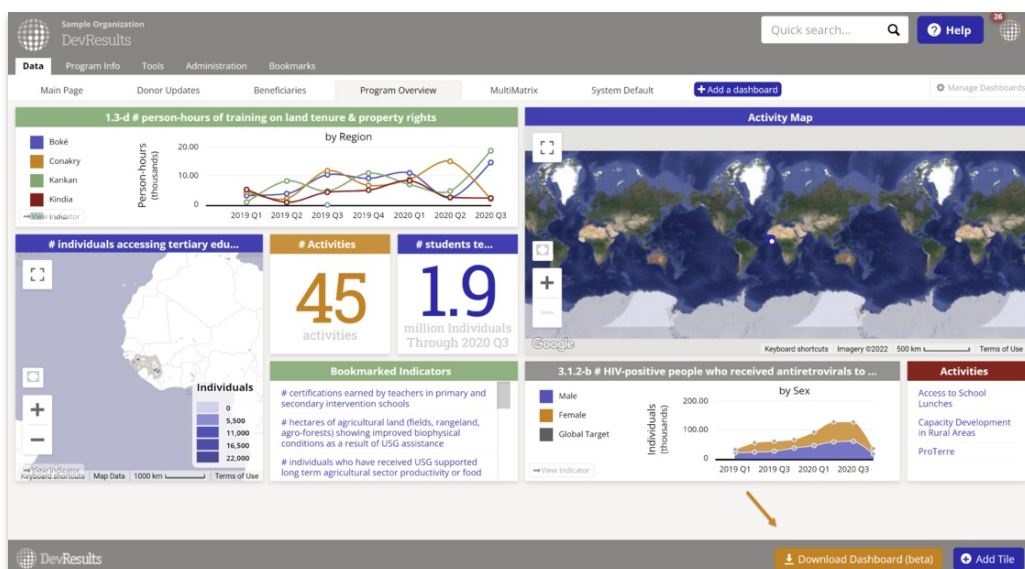 Sample Organization
DevResults
Quick search...
Help
26
Data
Program Info
Tools
Administration
Bookmarks
Main Page
Donor Updates
Beneficiaries
Program Overview
MultiMatrix
System Default
Add a dashboard
Manage Dashboards
1.3-d # person-hours of training on land tenure & property rights
by Region
Boké
Conakry
Kankan
Kindia
View Indicator
Person-hours
(thousands)
20.00
10.00
0
2019 Q1 2019 Q2 2019 Q3 2019 Q4 2020 Q1 2020 Q2 2020 Q3
Activity Map
Google
Keyboard shortcuts
Imagery ©2022
500 km
Terms of Use
# individuals accessing tertiary edu...
Individuals
0
5,500
11,000
16,500
22,000
View Indicator
Keyboard shortcuts
Map Data
1000 km
Terms of Use
# Activities
45
activities
# students te...
1.9
million Individuals
Through 2020 Q3
Bookmarked Indicators
# certifications earned by teachers in primary and
secondary intervention schools
# hectares of agricultural land (fields, rangeland,
agro-forests) showing improved biophysical
conditions as a result of USG assistance
# individuals who have received USG supported
long term agricultural sector productivity or food
3.1.2-b # HIV-positive people who received antiretrovirals to ...
by Sex
Male
Female
Global Target
View Indicator
Individuals
(thousands)
200.00
100.00
0
2019 Q1 2019 Q3 2020 Q1 2020 Q3
Activities
Access to School
Lunches
Capacity Development
in Rural Areas
ProTerre
DevResults
Download Dashboard (beta)
Add Tile